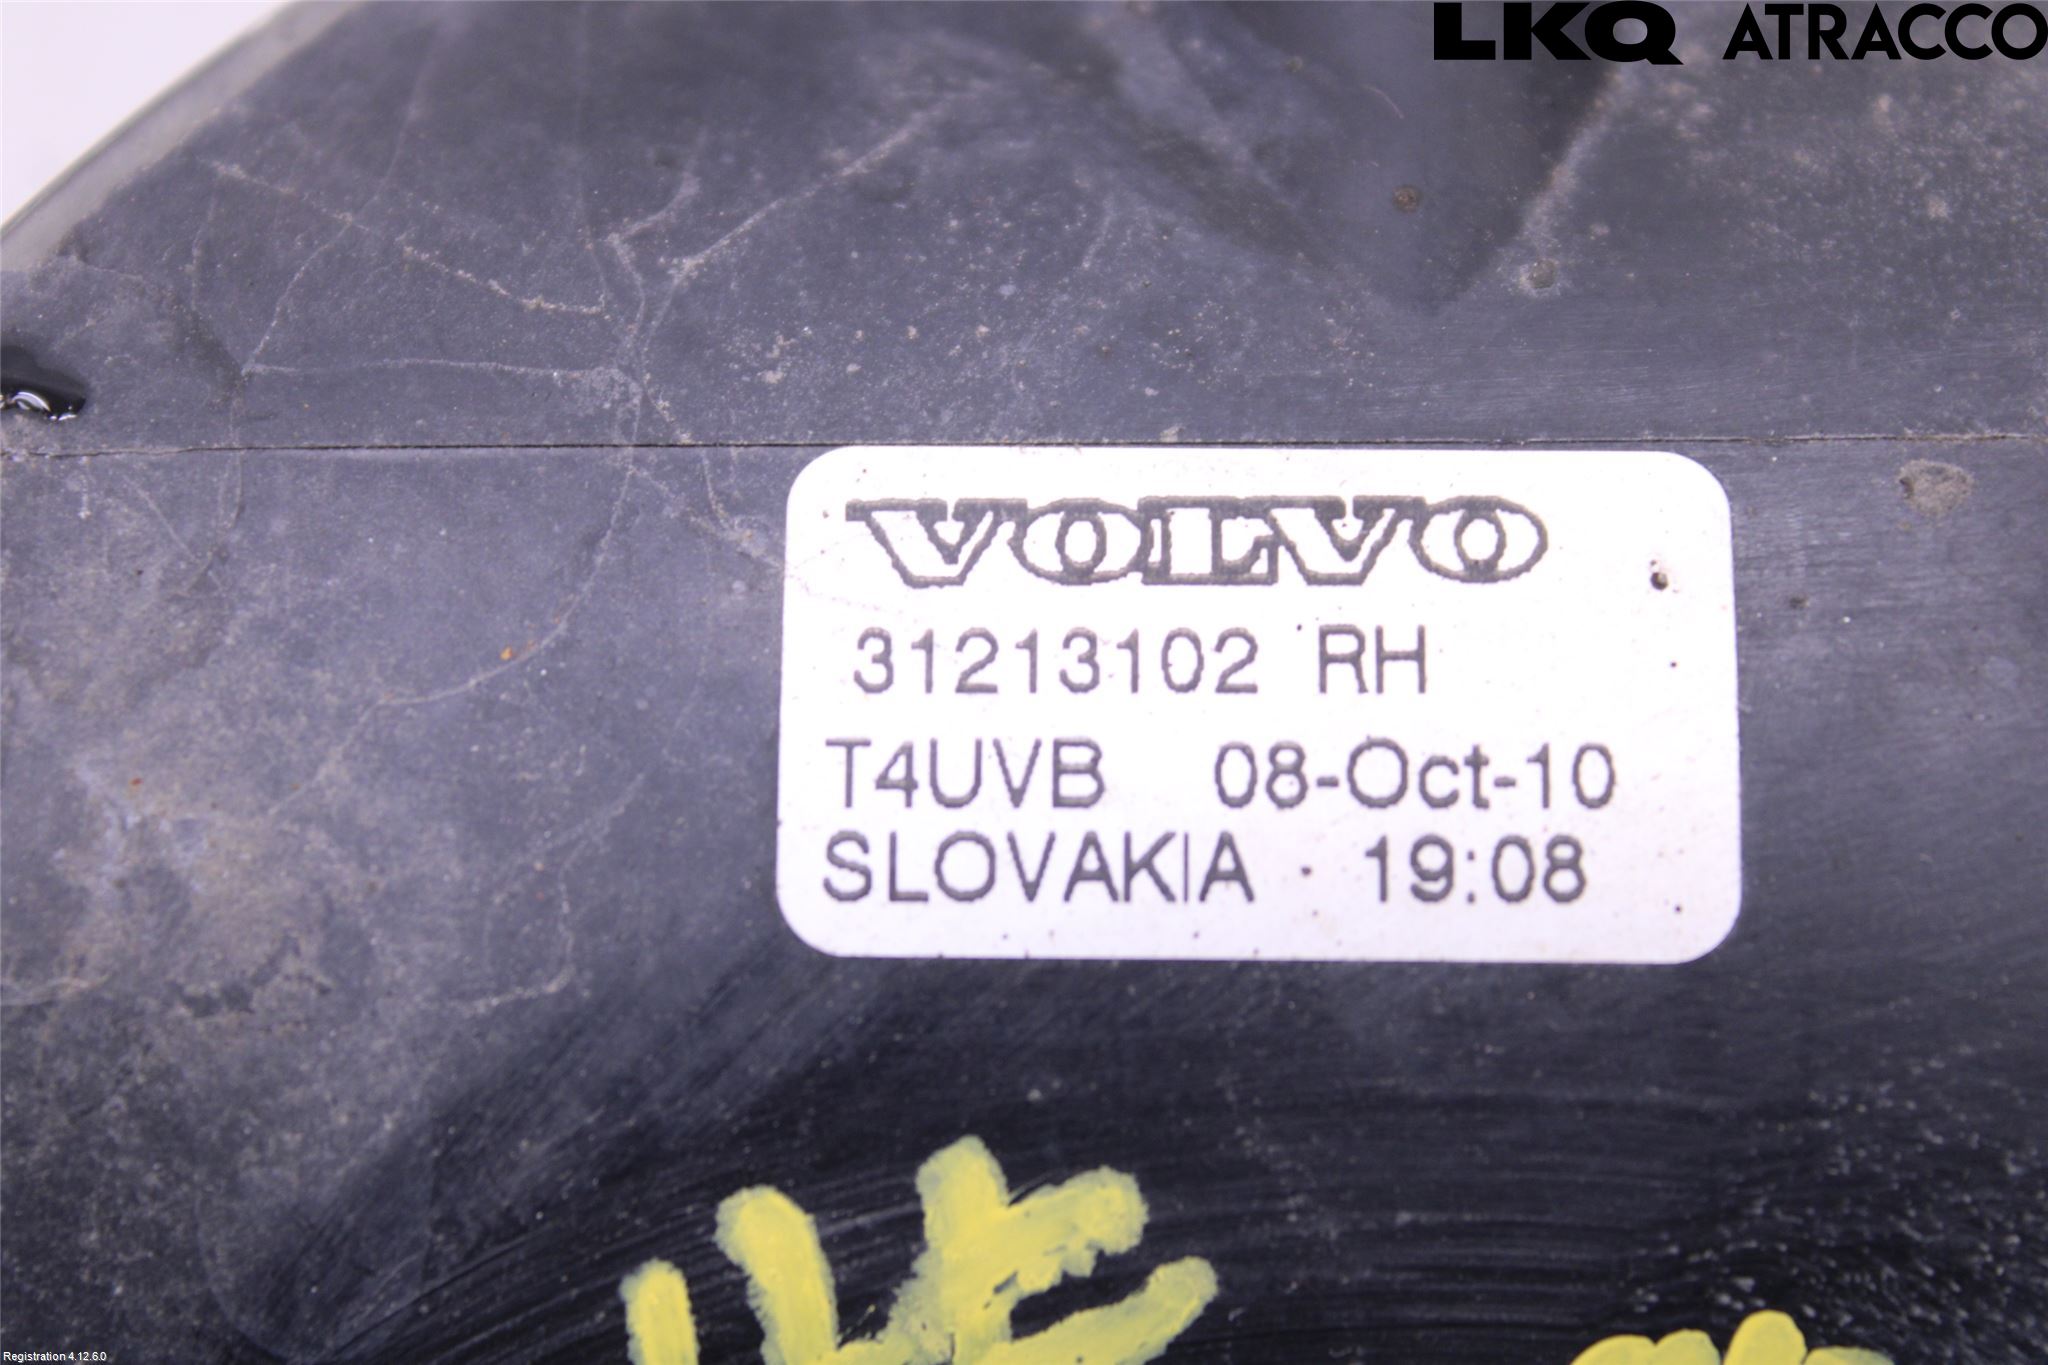 LKQ ATRACCO
VOLVO
31213102 RH
T4UVB 08-Oct-10
SLOVAKIA 19:08
Registration 4.12.6.0